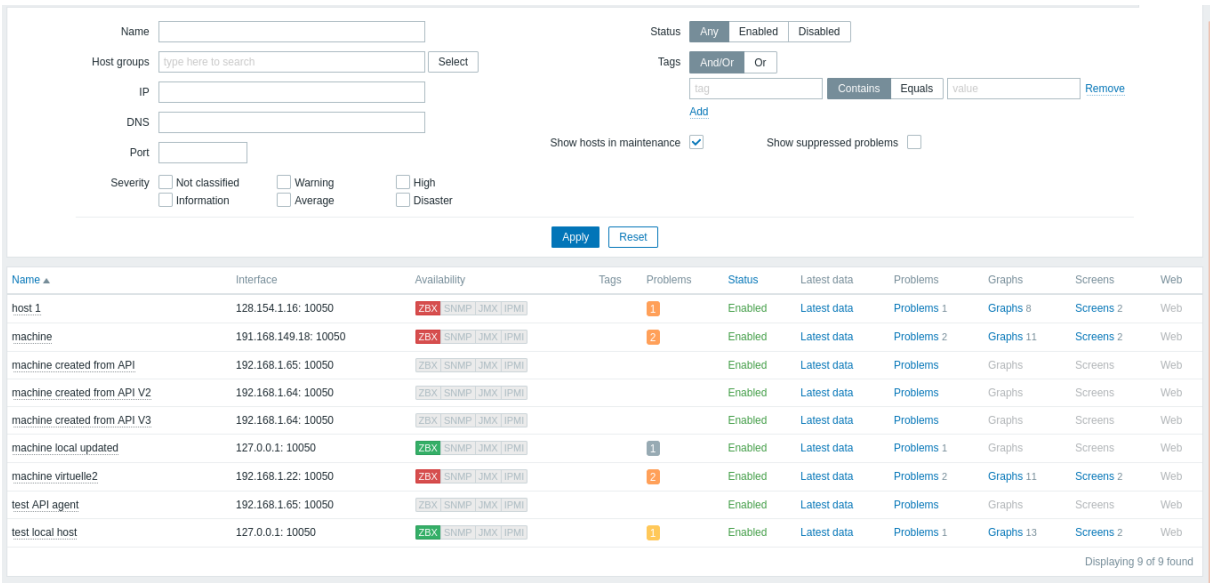 Name Status Any Enabled Disabled
Host groups type here to search Select Tags And/Or Or
IP tag Contains Equals value Remove
DNS Add
Port Show hosts in maintenance Show suppressed problems
Severity Not classified Warning High
Information Average Disaster
Apply Reset
Name Interface Availability Tags Problems Status Latest data Problems Graphs Screens Web
host 1 128.154.1.16: 10050 ZBX SNMP JMX IPMI 1 Enabled Latest data Problems 1 Graphs 8 Screens 2 Web
machine 191.168.149.18: 10050 ZBX SNMP JMX IPMI 2 Enabled Latest data Problems 2 Graphs 11 Screens 2 Web
machine created from API 192.168.1.65: 10050 ZBX SNMP JMX IPMI Enabled Latest data Problems Graphs Screens Web
machine created from API V2 192.168.1.64: 10050 ZBX SNMP JMX IPMI Enabled Latest data Problems Graphs Screens Web
machine created from API V3 192.168.1.64: 10050 ZBX SNMP JMX IPMI Enabled Latest data Problems Graphs Screens Web
machine local updated 127.0.0.1: 10050 ZBX SNMP JMX IPMI 1 Enabled Latest data Problems 1 Graphs Screens Web
machine virtuelle2 192.168.1.22: 10050 ZBX SNMP JMX IPMI 2 Enabled Latest data Problems 2 Graphs 11 Screens 2 Web
test API agent 192.168.1.65: 10050 ZBX SNMP JMX IPMI Enabled Latest data Problems Graphs Screens Web
test local host 127.0.0.1: 10050 ZBX SNMP JMX IPMI 1 Enabled Latest data Problems 1 Graphs 13 Screens 2 Web
Displaying 9 of 9 found